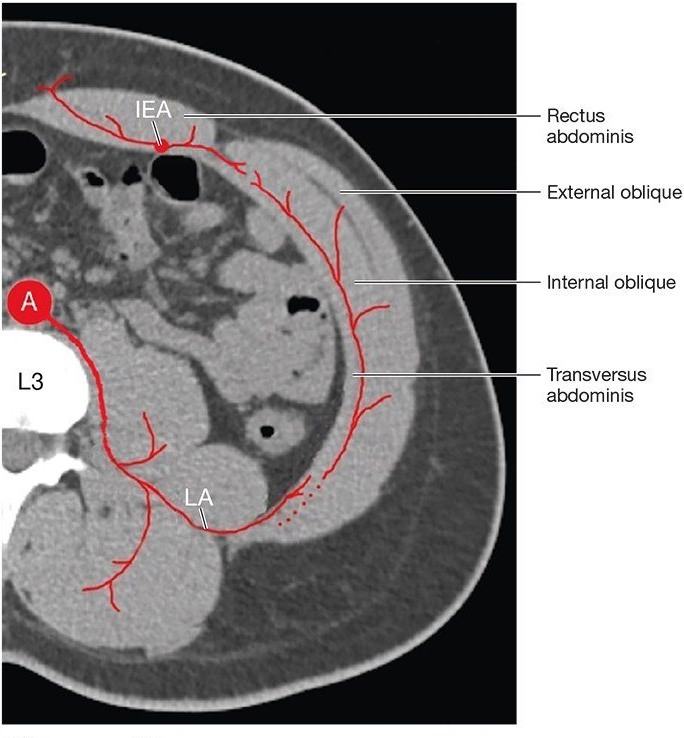 IEA
Rectus
abdominis
External oblique
A
Internal oblique
L3
Transversus
abdominis
LA